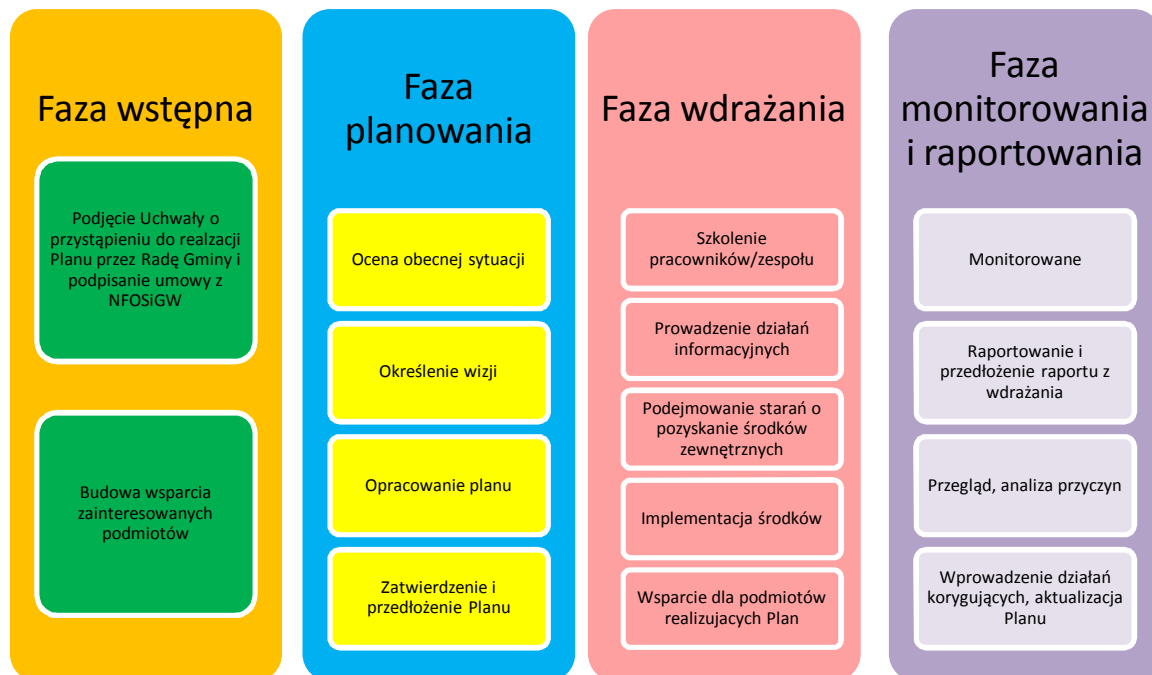 Faza wstępna
Podjęcie Uchwały o
przystąpieniu do realzacji
Planu przez Radę Gminy i
podpisanie umowy z
NFOSiGW
Budowa wsparcia
zainteresowanych
podmiotów
Faza
planowania
Ocena obecnej sytuacji
Określenie wizji
Opracowanie planu
Zatwierdzenie i
przedłożenie Planu
Faza wdrażania
Szkolenie
pracowników/zespołu
Prowadzenie działań
informacyjnych
Podejmowanie starań o
pozyskanie środków
zewnętrznych
Implementacja środków
Wsparcie dla podmiotów
realizujacych Plan
Faza
monitorowania
i raportowania
Monitorowane
Raportowanie i
przedłożenie raportu z
wdrażania
Przegląd, analiza przyczyn
Wprowadzenie działań
korygujących, aktualizacja
Planu